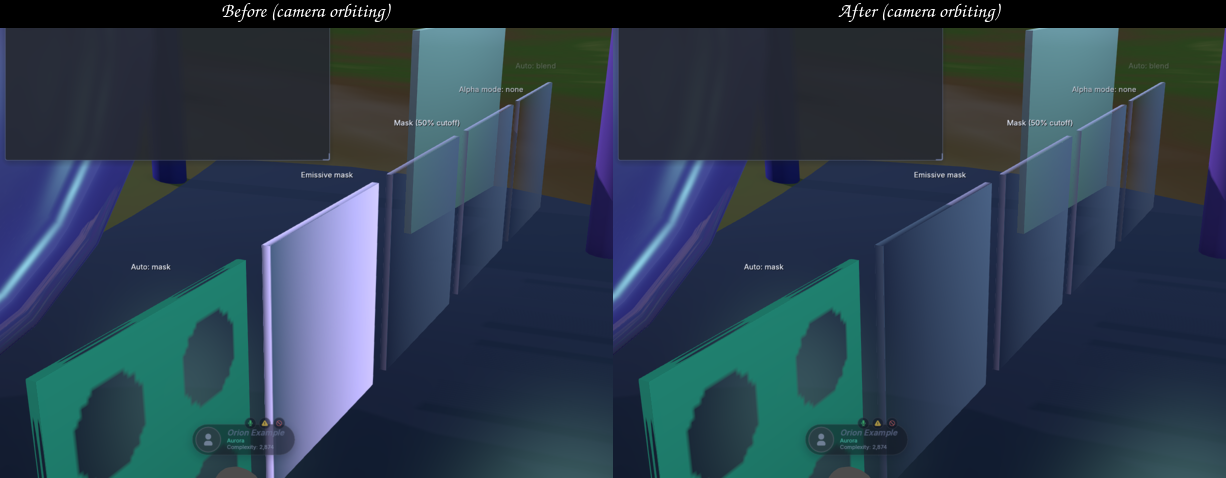 Before (camera orbiting)
After (camera orbiting)
Auto: blend
Alpha mode: none
Mask (50% cutoff)
Emissive mask
Auto: mask
Orion Example
Aurora
Complexity: 2,874
Auto: blend
Alpha mode: none
Mask (50% cutoff)
Emissive mask
Auto: mask
Orion Example
Aurora
Complexity: 2,874